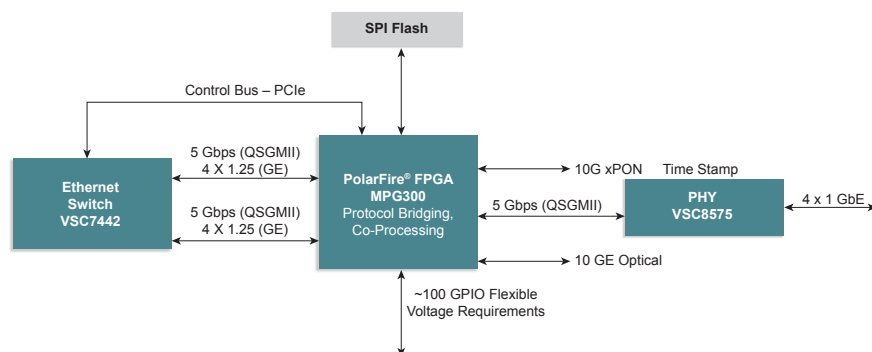 SPI Flash
Control Bus – PCIe
5 Gbps (QSGMII)
4 X 1.25 (GE)
5 Gbps (QSGMII)
4 X 1.25 (GE)
Ethernet
Switch
VSC7442
PolarFire® FPGA
MPG300
Protocol Bridging,
Co-Processing
10G xPON
Time Stamp
5 Gbps (QSGMII)
PHY
VSC8575
4 x 1 GbE
10 GE Optical
~100 GPIO Flexible
Voltage Requirements